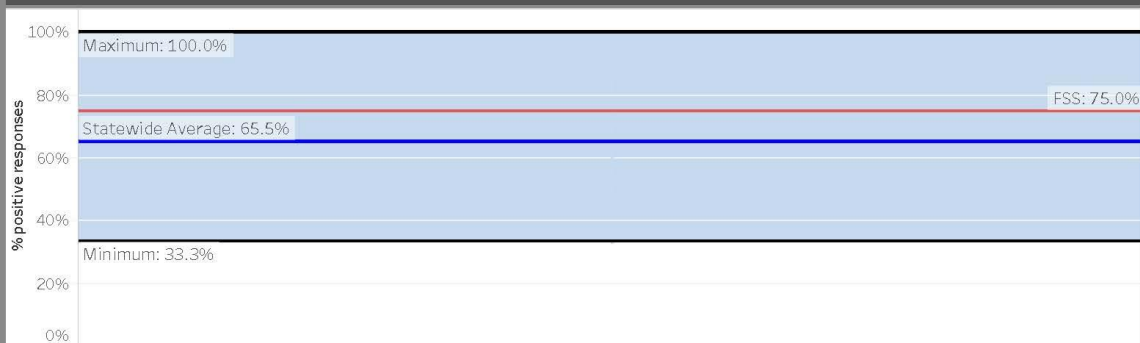 100%
Maximum: 100.0%
80%
FSS: 75.0%
Statewide Average: 65.5%
60%
40%
Minimum: 33.3%
20%
0%
% positive responses